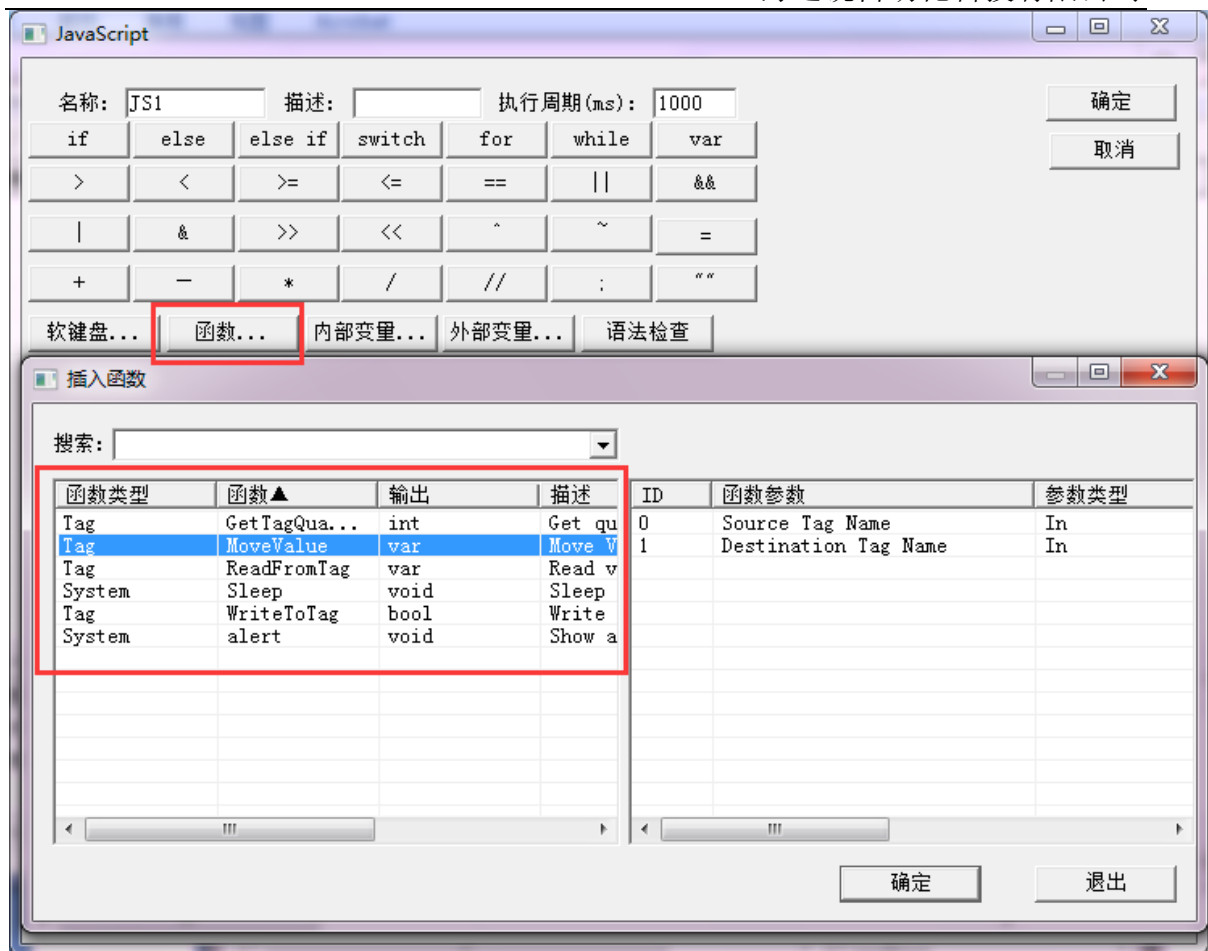 JavaScript
名称: JS1 描述: 执行周期(ms): 1000 确定
if else else if switch for while var 取消
> < >= <= == || &&
| & >> << ^ ~ =
+ — * / // ; ""
软键盘... 函数... 内部变量... 外部变量... 语法检查
插入函数
搜索:
函数类型 函数▲ 输出 描述 ID 函数参数 参数类型
Tag GetTagQua... int Get qu 0 Source Tag Name In
Tag MoveValue var Move V 1 Destination Tag Name In
Tag ReadFromTag var Read v
System Sleep void Sleep
Tag WriteToTag bool Write
System alert void Show a
确定 退出